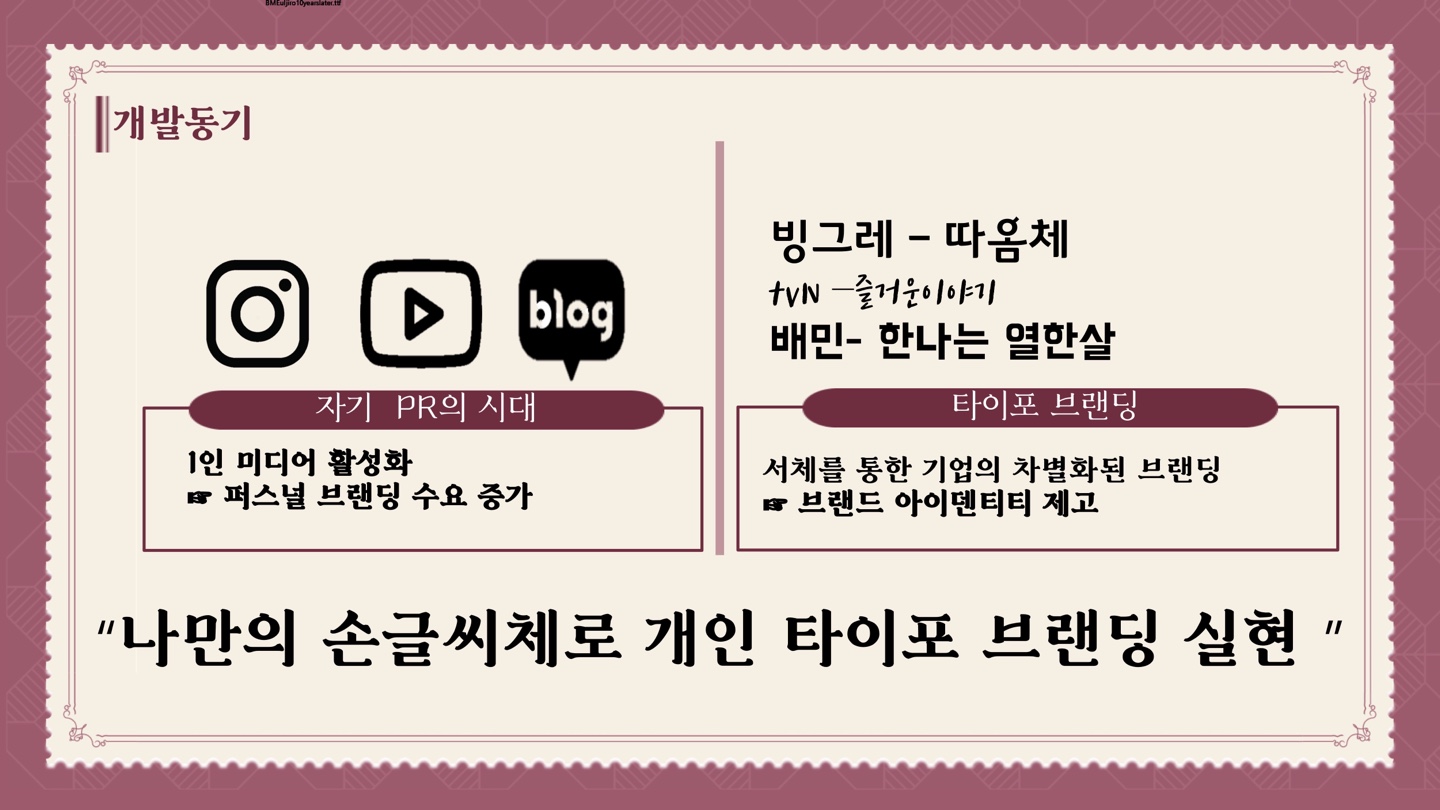 BMEuljiro10yearslater.ttf
개발동기
blog
자기 PR의 시대
1인 미디어 활성화
☞ 퍼스널 브랜딩 수요 증가
빙그레 – 따옴체
tvN –즐거운이야기
배민- 한나는 열한살
타이포 브랜딩
서체를 통한 기업의 차별화된 브랜딩
☞ 브랜드 아이덴티티 제고
"나만의 손글씨체로 개인 타이포 브랜딩 실현 "